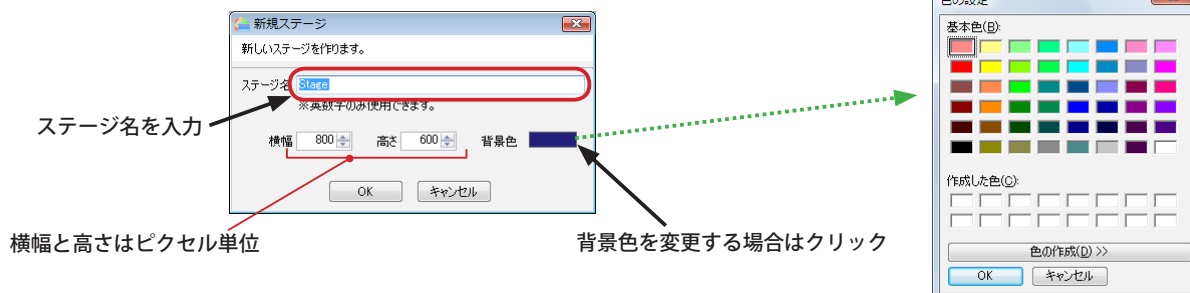 新規ステージ
新しいステージを作ります。
ステージ名
Stage
※英数字のみ使用できます。
ステージ名を入力
横幅 800 高さ 600 背景色
OK キャンセル
横幅と高さはピクセル単位
背景色を変更する場合はクリック
色の設定
基本色(B):
作成した色(C):
色の作成(D) >>
OK キャンセル